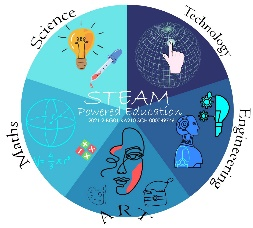 Science
Technology
STEAM
Powered Education
Maths
Engineering
ART